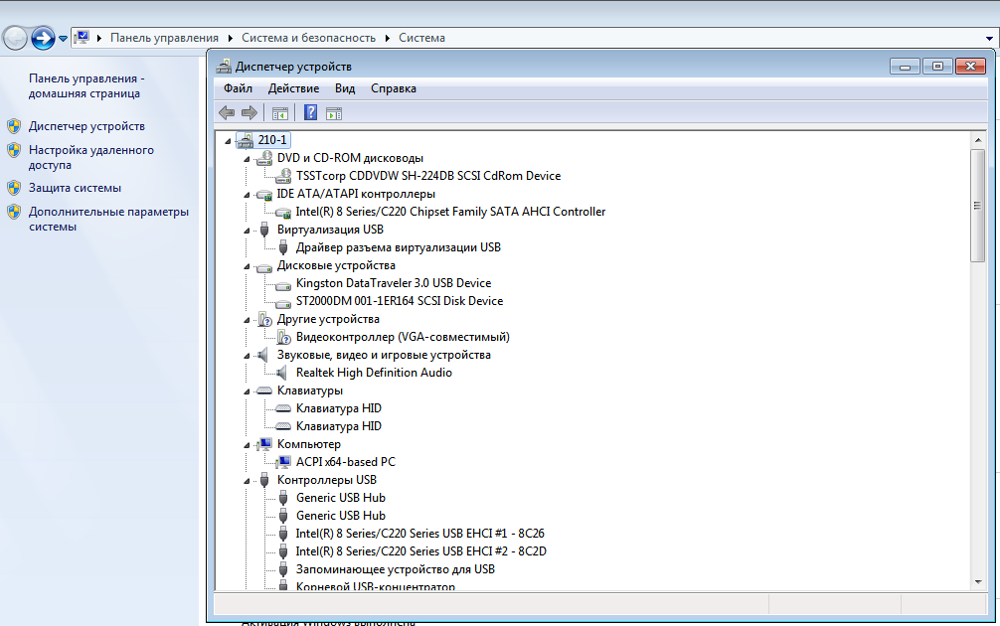 Панель управления
Система и безопасность
Система
Панель управления -
домашняя страница
Диспетчер устройств
Настройка удаленного
доступа
Защита системы
Дополнительные параметры
системы
Диспетчер устройств
Файл Действие Вид Справка
210-1
DVD и CD-ROM дисководы
TSSTcorp CDDVDW SH-224DB SCSI CdRom Device
IDE ATA/ATAPI контроллеры
Intel(R) 8 Series/C220 Chipset Family SATA AHCI Controller
Виртуализация USB
Драйвер разъема виртуализации USB
Дисковые устройства
Kingston DataTraveler 3.0 USB Device
ST2000DM 001-1ER164 SCSI Disk Device
Другие устройства
Видеоконтроллер (VGA-совместимый)
Звуковые, видео и игровые устройства
Realtek High Definition Audio
Клавиатуры
Клавиатура HID
Клавиатура HID
Компьютер
ACPI x64-based PC
Контроллеры USB
Generic USB Hub
Generic USB Hub
Intel(R) 8 Series/C220 Series USB EHCI #1 - 8C26
Intel(R) 8 Series/C220 Series USB EHCI #2 - 8C2D
Запоминающее устройство для USB
Корневой USB-концентратор
Активация Windows выполнена